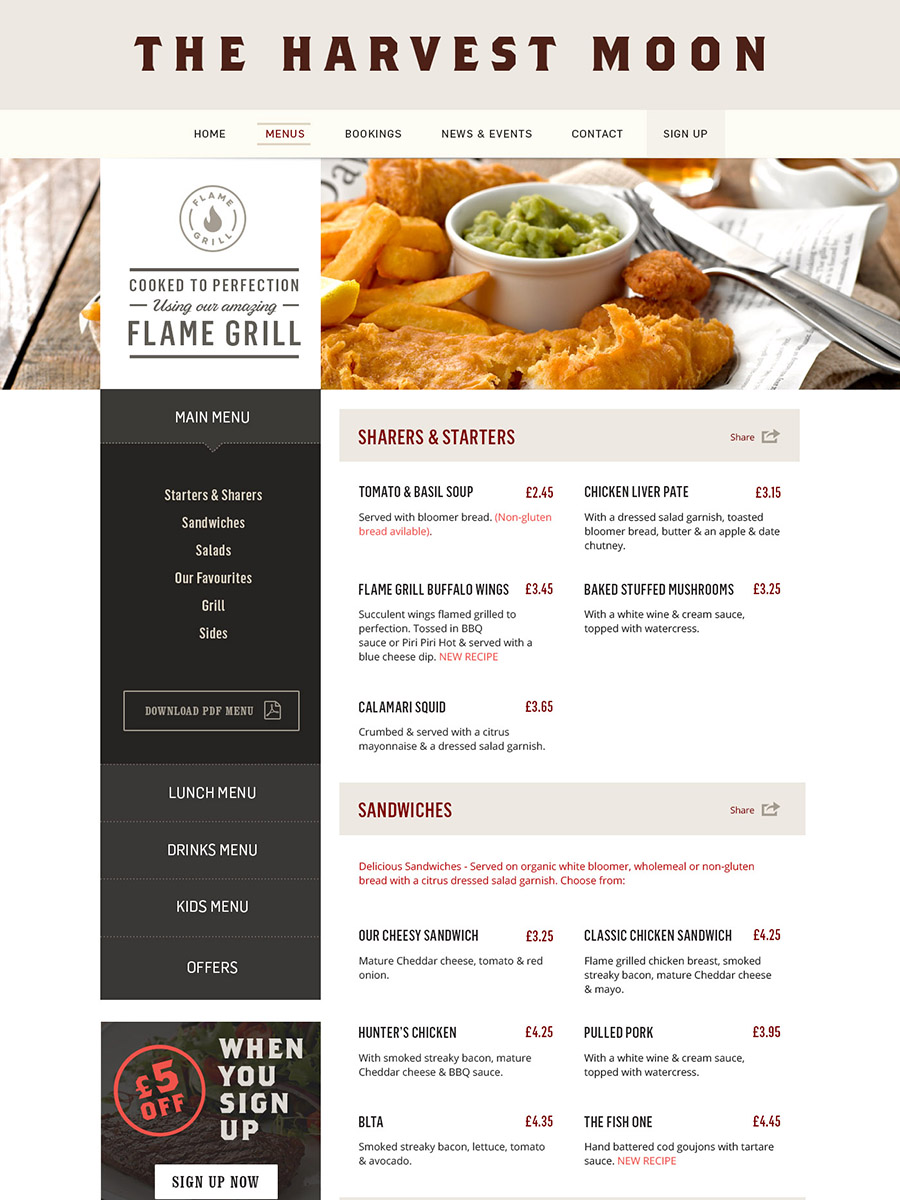 THE HARVEST MOON
HOME
MENUS
BOOKINGS
NEWS & EVENTS
CONTACT
SIGN UP
FLAME
GRILL
COOKED TO PERFECTION
Using our amazing
FLAME GRILL
MAIN MENU
Starters & Sharers
Sandwiches
Salads
Our Favourites
Grill
Sides
DOWNLOAD PDF MENU
LUNCH MENU
DRINKS MENU
KIDS MENU
OFFERS
£5
OFF
WHEN
YOU
SIGN
UP
SIGN UP NOW
SHARERS & STARTERS
Share
TOMATO & BASIL SOUP £2.45
Served with bloomer bread. (Non-gluten
bread avilable).
CHICKEN LIVER PATE £3.15
With a dressed salad garnish, toasted
bloomer bread, butter & an apple & date
chutney.
FLAME GRILL BUFFALO WINGS £3.45
Succulent wings flamed grilled to
perfection. Tossed in BBQ
sauce or Piri Piri Hot & served with a
blue cheese dip. NEW RECIPE
BAKED STUFFED MUSHROOMS £3.25
With a white wine & cream sauce,
topped with watercress.
CALAMARI SQUID £3.65
Crumbed & served with a citrus
mayonnaise & a dressed salad garnish.
SANDWICHES
Share
Delicious Sandwiches - Served on organic white bloomer, wholemeal or non-gluten
bread with a citrus dressed salad garnish. Choose from:
OUR CHEESY SANDWICH £3.25
Mature Cheddar cheese, tomato & red
onion.
CLASSIC CHICKEN SANDWICH £4.25
Flame grilled chicken breast, smoked
streaky bacon, mature Cheddar cheese
& mayo.
HUNTER'S CHICKEN £4.25
With smoked streaky bacon, mature
Cheddar cheese & BBQ sauce.
PULLED PORK £3.95
With a white wine & cream sauce,
topped with watercress.
BLTA £4.35
Smoked streaky bacon, lettuce, tomato
& avocado.
THE FISH ONE £4.45
Hand battered cod goujons with tartare
sauce. NEW RECIPE